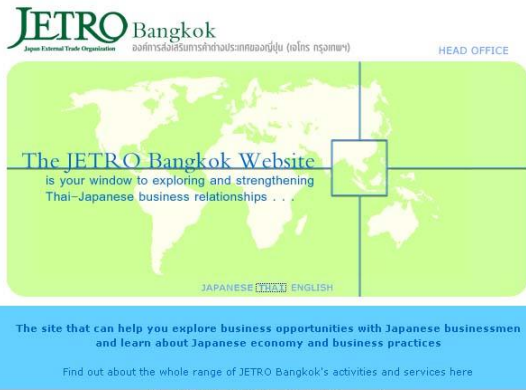 JETRO Bangkok
Japan External Trade Organization
องค์การส่งเสริมการค้าต่างประเทศของญี่ปุ่น (เจโทร กรุงเทพฯ)
HEAD OFFICE
The JETRO Bangkok Website
is your window to exploring and strengthening
Thai-Japanese business relationships . . .
JAPANESE THAI ENGLISH
The site that can help you explore business opportunities with Japanese businessmen
and learn about Japanese economy and business practices
Find out about the whole range of JETRO Bangkok's activities and services here